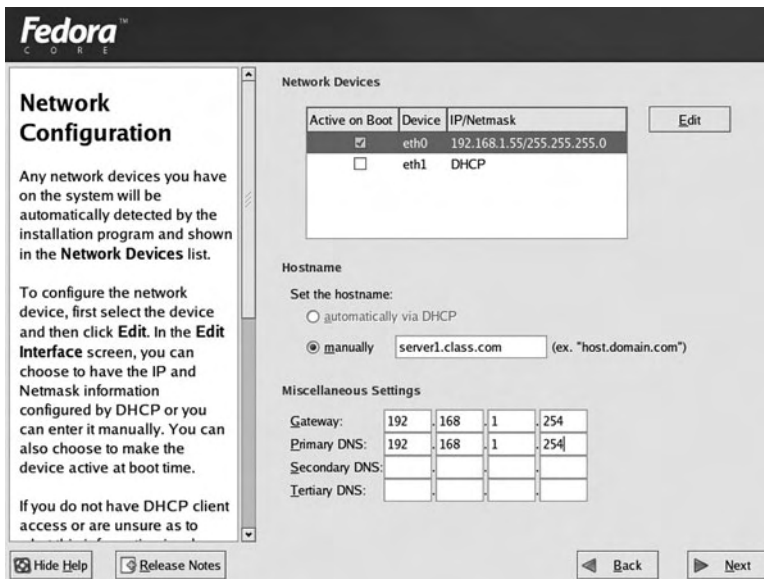 Fedora™
CORE
Network
Configuration
Any network devices you have
on the system will be
automatically detected by the
installation program and shown
in the Network Devices list.
To configure the network
device, first select the device
and then click Edit. In the Edit
Interface screen, you can
choose to have the IP and
Netmask information
configured by DHCP or you
can enter it manually. You can
also choose to make the
device active at boot time.
If you do not have DHCP client
access or are unsure as to
Network Devices
Active on Boot Device IP/Netmask
eth0 192.168.1.55/255.255.255.0
eth1 DHCP
Edit
Hostname
Set the hostname:
automatically via DHCP
manually server1.class.com (ex. "host.domain.com")
Miscellaneous Settings
Gateway: 192 . 168 . 1 . 254
Primary DNS: 192 . 168 . 1 . 254
Secondary DNS: . . .
Tertiary DNS: . . .
Hide Help Release Notes Back Next